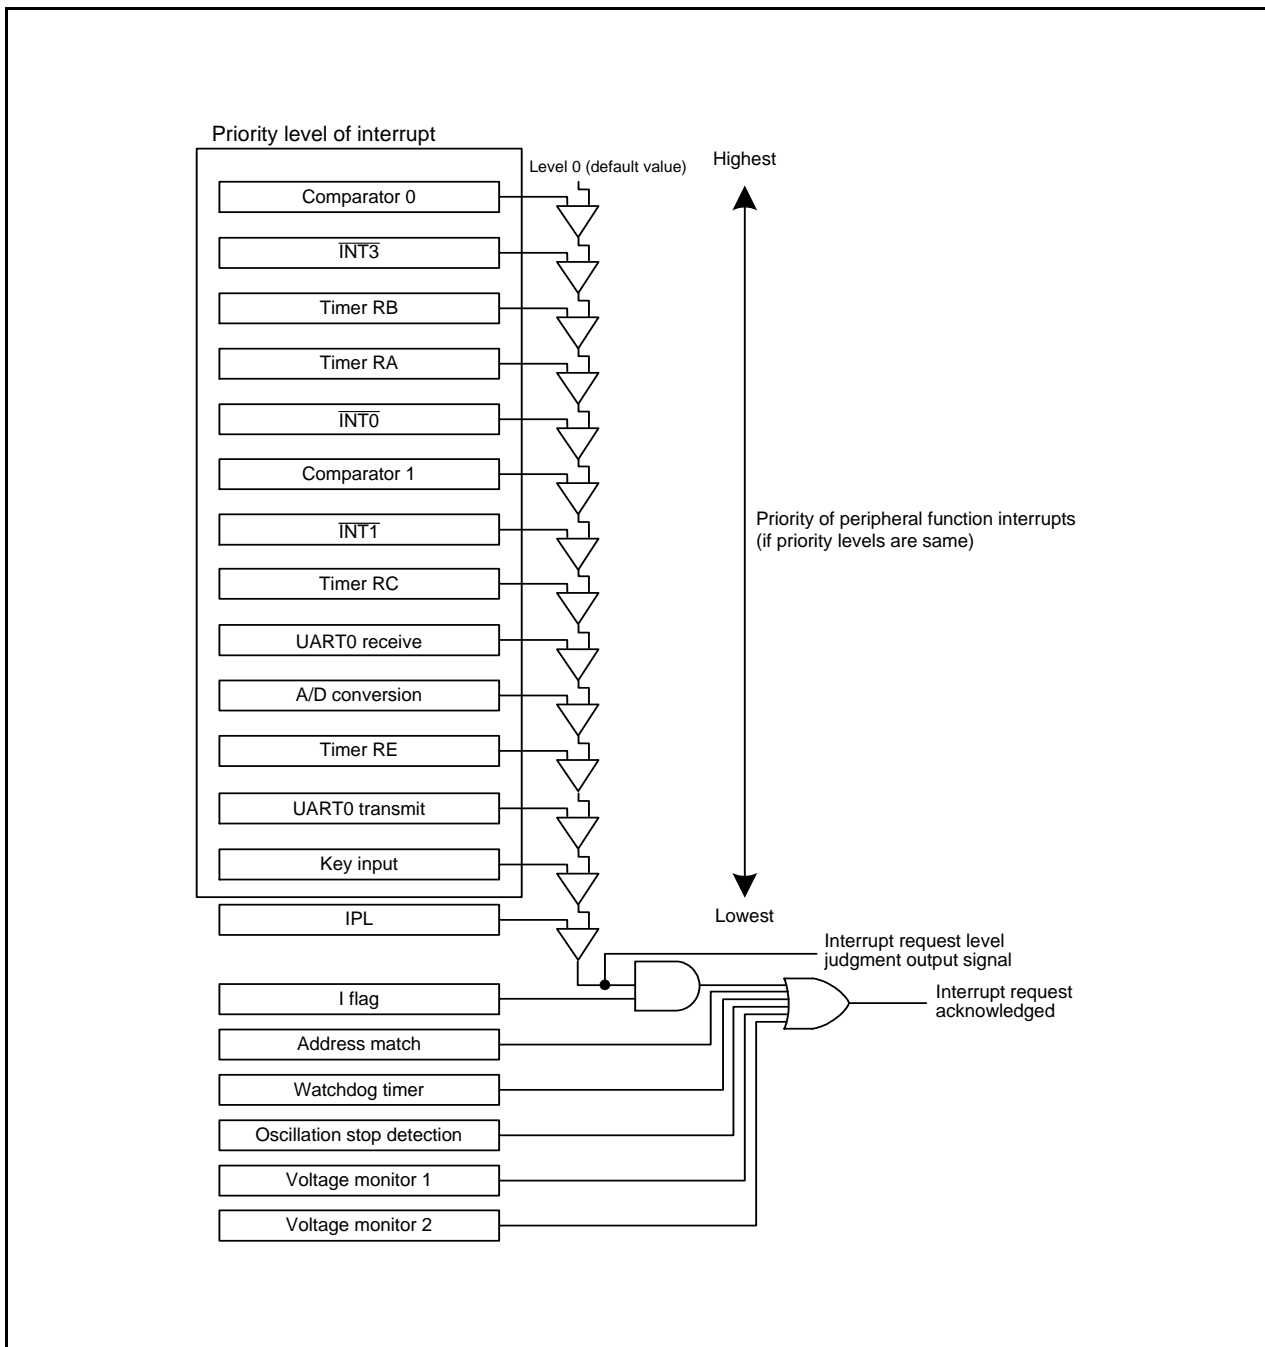 Priority level of interrupt
Level 0 (default value)
Highest
Comparator 0
INT3
Timer RB
Timer RA
INT0
Comparator 1
INT1
Priority of peripheral function interrupts
(if priority levels are same)
Timer RC
UART0 receive
A/D conversion
Timer RE
UART0 transmit
Key input
Lowest
IPL
Interrupt request level
judgment output signal
I flag
Interrupt request
acknowledged
Address match
Watchdog timer
Oscillation stop detection
Voltage monitor 1
Voltage monitor 2